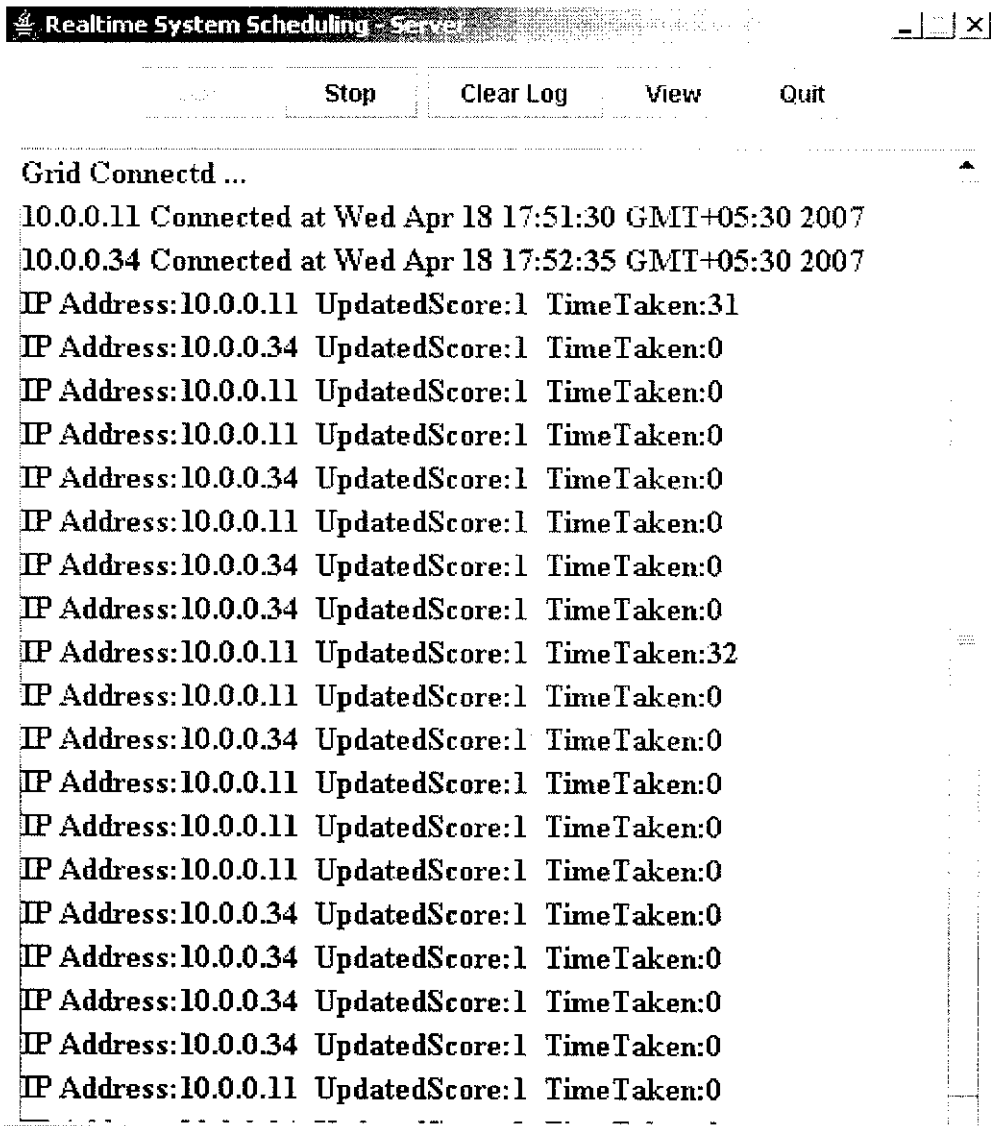 Realtime System Scheduling - Server
Stop Clear Log View Quit
Grid Connectd ...
10.0.0.11 Connected at Wed Apr 18 17:51:30 GMT+05:30 2007
10.0.0.34 Connected at Wed Apr 18 17:52:35 GMT+05:30 2007
IP Address:10.0.0.11 UpdatedScore:1 TimeTaken:31
IP Address:10.0.0.34 UpdatedScore:1 TimeTaken:0
IP Address:10.0.0.11 UpdatedScore:1 TimeTaken:0
IP Address:10.0.0.11 UpdatedScore:1 TimeTaken:0
IP Address:10.0.0.34 UpdatedScore:1 TimeTaken:0
IP Address:10.0.0.11 UpdatedScore:1 TimeTaken:0
IP Address:10.0.0.34 UpdatedScore:1 TimeTaken:0
IP Address:10.0.0.34 UpdatedScore:1 TimeTaken:0
IP Address:10.0.0.11 UpdatedScore:1 TimeTaken:32
IP Address:10.0.0.11 UpdatedScore:1 TimeTaken:0
IP Address:10.0.0.34 UpdatedScore:1 TimeTaken:0
IP Address:10.0.0.11 UpdatedScore:1 TimeTaken:0
IP Address:10.0.0.11 UpdatedScore:1 TimeTaken:0
IP Address:10.0.0.11 UpdatedScore:1 TimeTaken:0
IP Address:10.0.0.34 UpdatedScore:1 TimeTaken:0
IP Address:10.0.0.34 UpdatedScore:1 TimeTaken:0
IP Address:10.0.0.34 UpdatedScore:1 TimeTaken:0
IP Address:10.0.0.34 UpdatedScore:1 TimeTaken:0
IP Address:10.0.0.11 UpdatedScore:1 TimeTaken:0